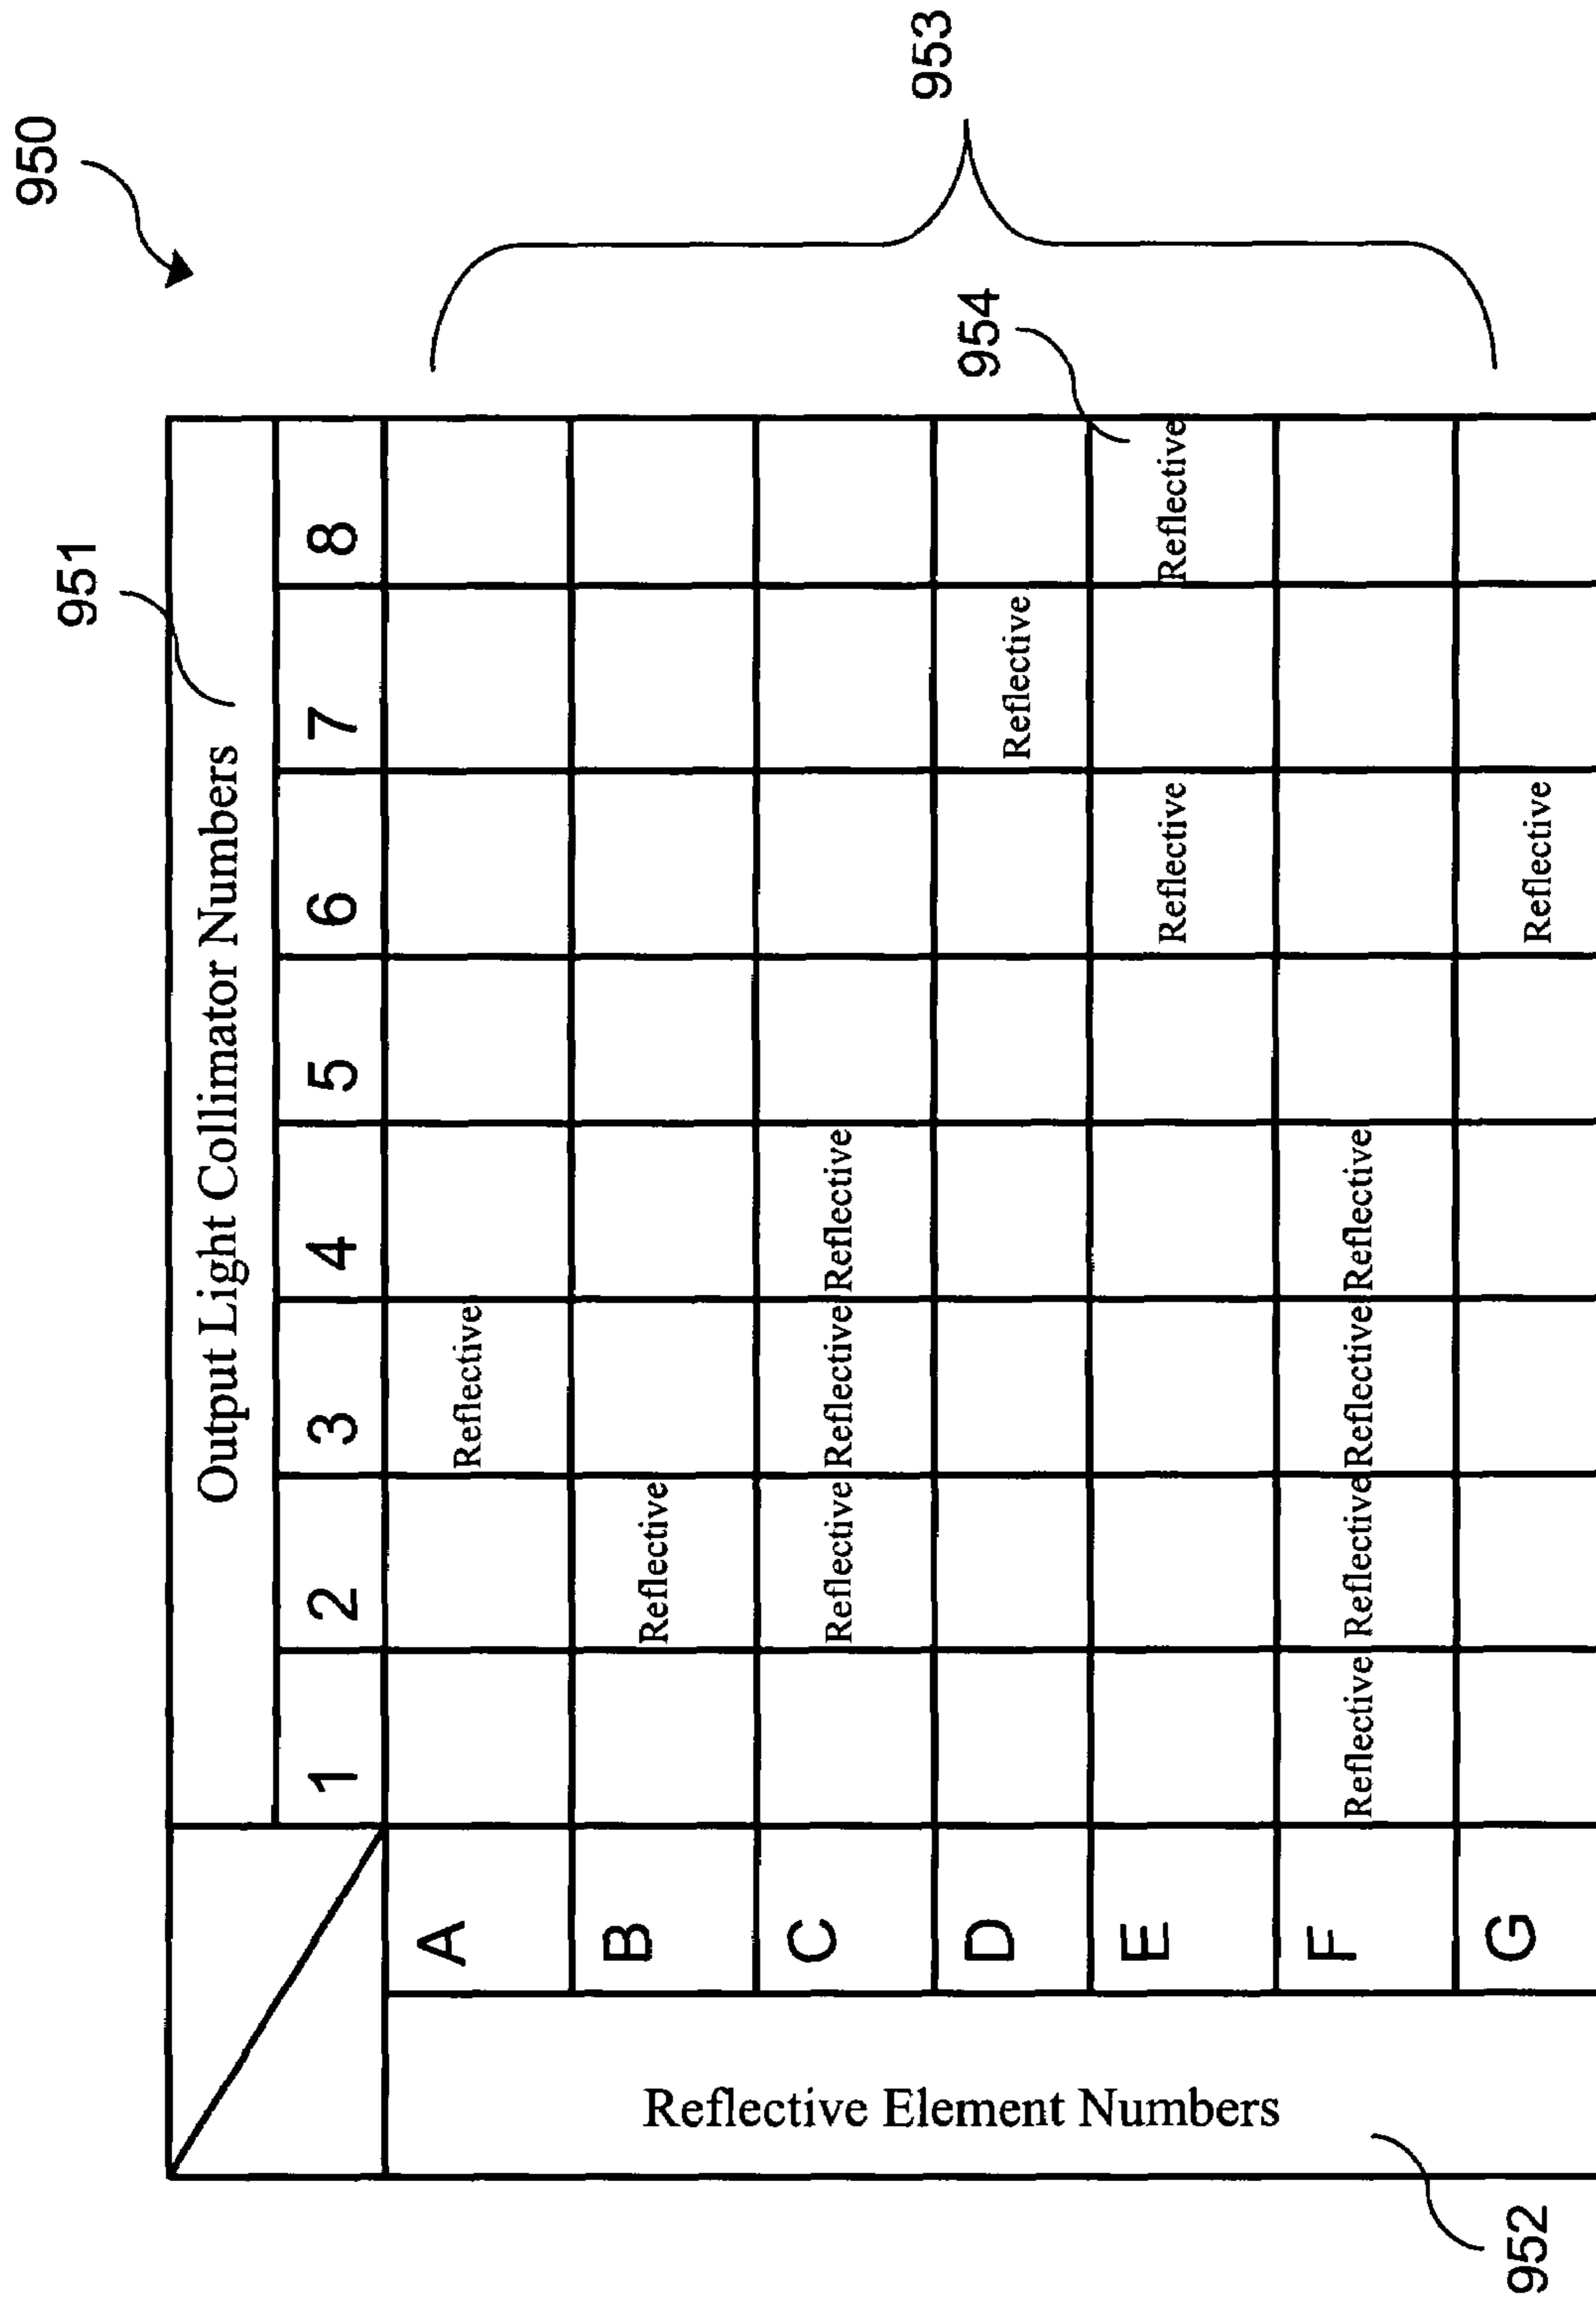 950
951
Output Light Collimator Numbers
1 2 3 4 5 6 7 8
A Reflective
B Reflective
C Reflective Reflective Reflective
D Reflective
954
E Reflective Reflective
F Reflective Reflective Reflective Reflective
G Reflective
Reflective Element Numbers
952
953